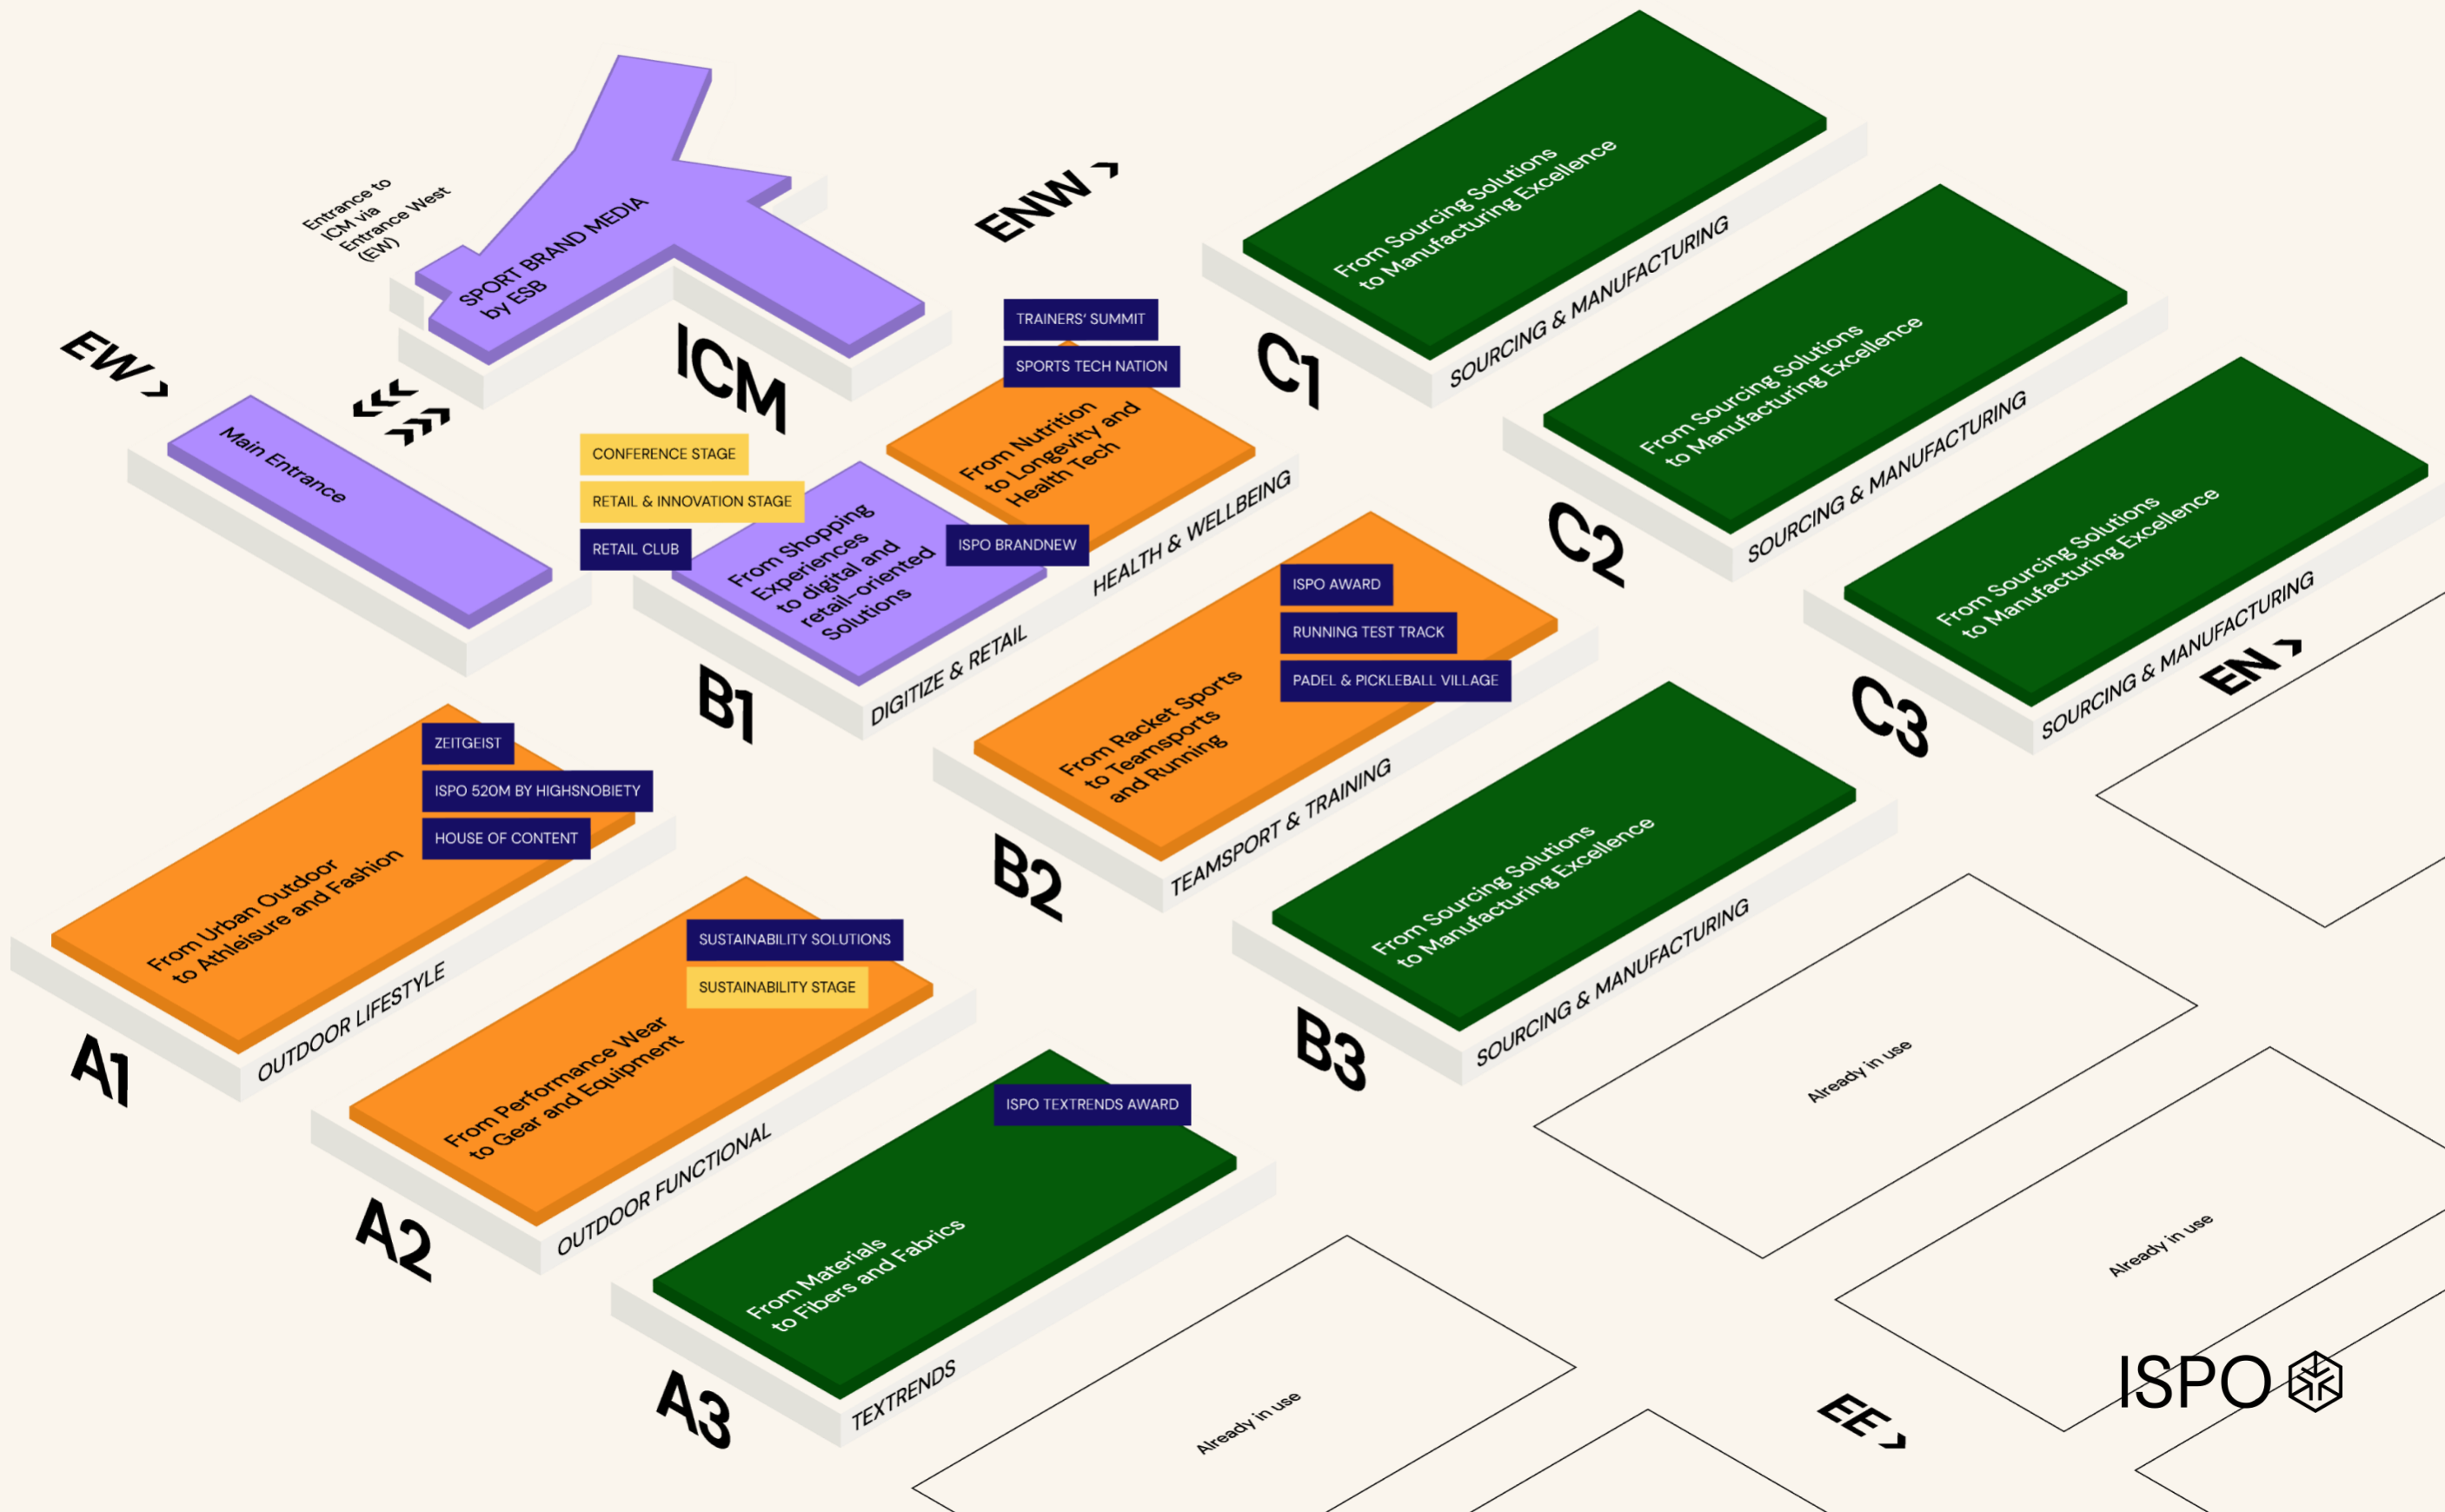 Entrance to
ICM via
Entrance West
(EW)
SPORT BRAND MEDIA
by ESB
ICM
ENW
EW
Main Entrance
From Sourcing Solutions
to Manufacturing Excellence
SOURCING & MANUFACTURING
C1
From Sourcing Solutions
to Manufacturing Excellence
SOURCING & MANUFACTURING
C2
From Sourcing Solutions
to Manufacturing Excellence
SOURCING & MANUFACTURING
C3
EN
TRAINERS' SUMMIT
SPORTS TECH NATION
From Nutrition
to Longevity and
Health Tech
HEALTH & WELLBEING
CONFERENCE STAGE
RETAIL & INNOVATION STAGE
RETAIL CLUB
ISPO BRANDNEW
From Shopping
Experiences
to digital and
retail-oriented
Solutions
DIGITIZE & RETAIL
B1
ISPO AWARD
RUNNING TEST TRACK
PADEL & PICKLEBALL VILLAGE
From Racket Sports
to Teamsports
and Running
TEAMSPORT & TRAINING
B2
From Sourcing Solutions
to Manufacturing Excellence
SOURCING & MANUFACTURING
B3
ZEITGEIST
ISPO 520M BY HIGHSNOBIETY
HOUSE OF CONTENT
From Urban Outdoor
to Athleisure and Fashion
OUTDOOR LIFESTYLE
A1
SUSTAINABILITY SOLUTIONS
SUSTAINABILITY STAGE
From Performance Wear
to Gear and Equipment
OUTDOOR FUNCTIONAL
A2
ISPO TEXTRENDS AWARD
From Materials
to Fibers and Fabrics
TEXTRENDS
A3
Already in use
Already in use
Already in use
EE
ISPO